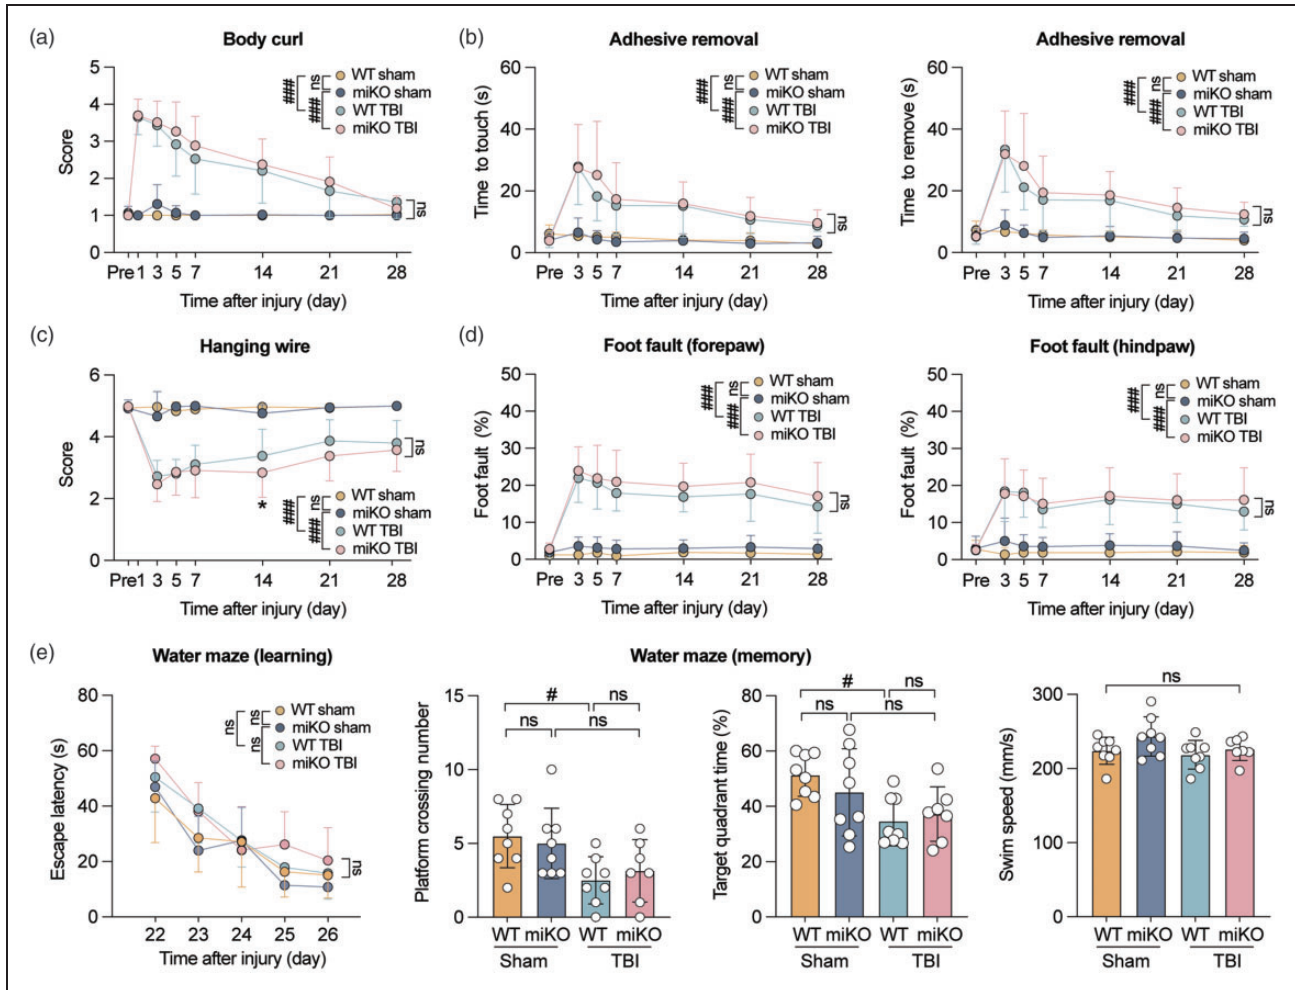 (a)
Body curl
5
4
3
2
1
0
Score
Pre 1 3 5 7 14 21 28
Time after injury (day)
WT sham
miKO sham
WT TBI
miKO TBI
ns
###
###
ns
(b)
Adhesive removal
60
40
20
0
Time to touch (s)
Pre 3 5 7 14 21 28
Time after injury (day)
WT sham
miKO sham
WT TBI
miKO TBI
ns
###
###
ns
Adhesive removal
60
40
20
0
Time to remove (s)
Pre 3 5 7 14 21 28
Time after injury (day)
WT sham
miKO sham
WT TBI
miKO TBI
ns
###
###
ns
(c)
Hanging wire
6
4
2
0
Score
Pre1 3 5 7 14 21 28
Time after injury (day)
*
WT sham
miKO sham
WT TBI
miKO TBI
ns
###
###
ns
(d)
Foot fault (forepaw)
50
40
30
20
10
0
Foot fault (%)
Pre 3 5 7 14 21 28
Time after injury (day)
WT sham
miKO sham
WT TBI
miKO TBI
ns
###
###
ns
Foot fault (hindpaw)
50
40
30
20
10
0
Foot fault (%)
Pre 3 5 7 14 21 28
Time after injury (day)
WT sham
miKO sham
WT TBI
miKO TBI
ns
###
###
ns
(e)
Water maze (learning)
80
60
40
20
0
Escape latency (s)
22 23 24 25 26
Time after injury (day)
WT sham
miKO sham
WT TBI
miKO TBI
ns
ns
ns
ns
Water maze (memory)
15
10
5
0
Platform crossing number
# ns
ns ns
WT miKO WT miKO
Sham TBI
80
60
40
20
0
Target quadrant time (%)
# ns
ns ns
WT miKO WT miKO
Sham TBI
300
200
100
0
Swim speed (mm/s)
ns
WT miKO WT miKO
Sham TBI